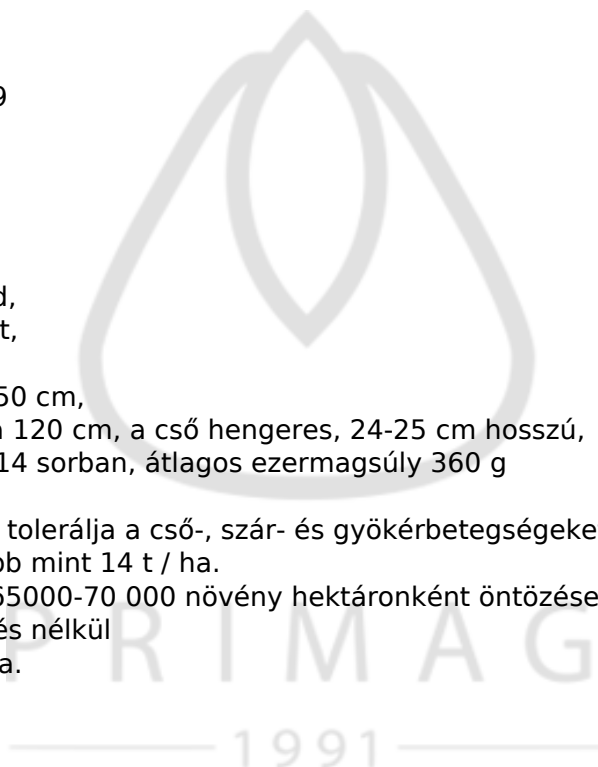 9
d,
t,
50 cm,
120 cm, a cső hengeres, 24-25 cm hosszú,
14 sorban, átlagos ezermagsúly 360 g
tolerálja a cső-, szár- és gyökérbetegségeke
bb mint 14 t / ha.
65000-70 000 növény hektáronként öntözése
és nélkül
a.
PRIMAG
1991